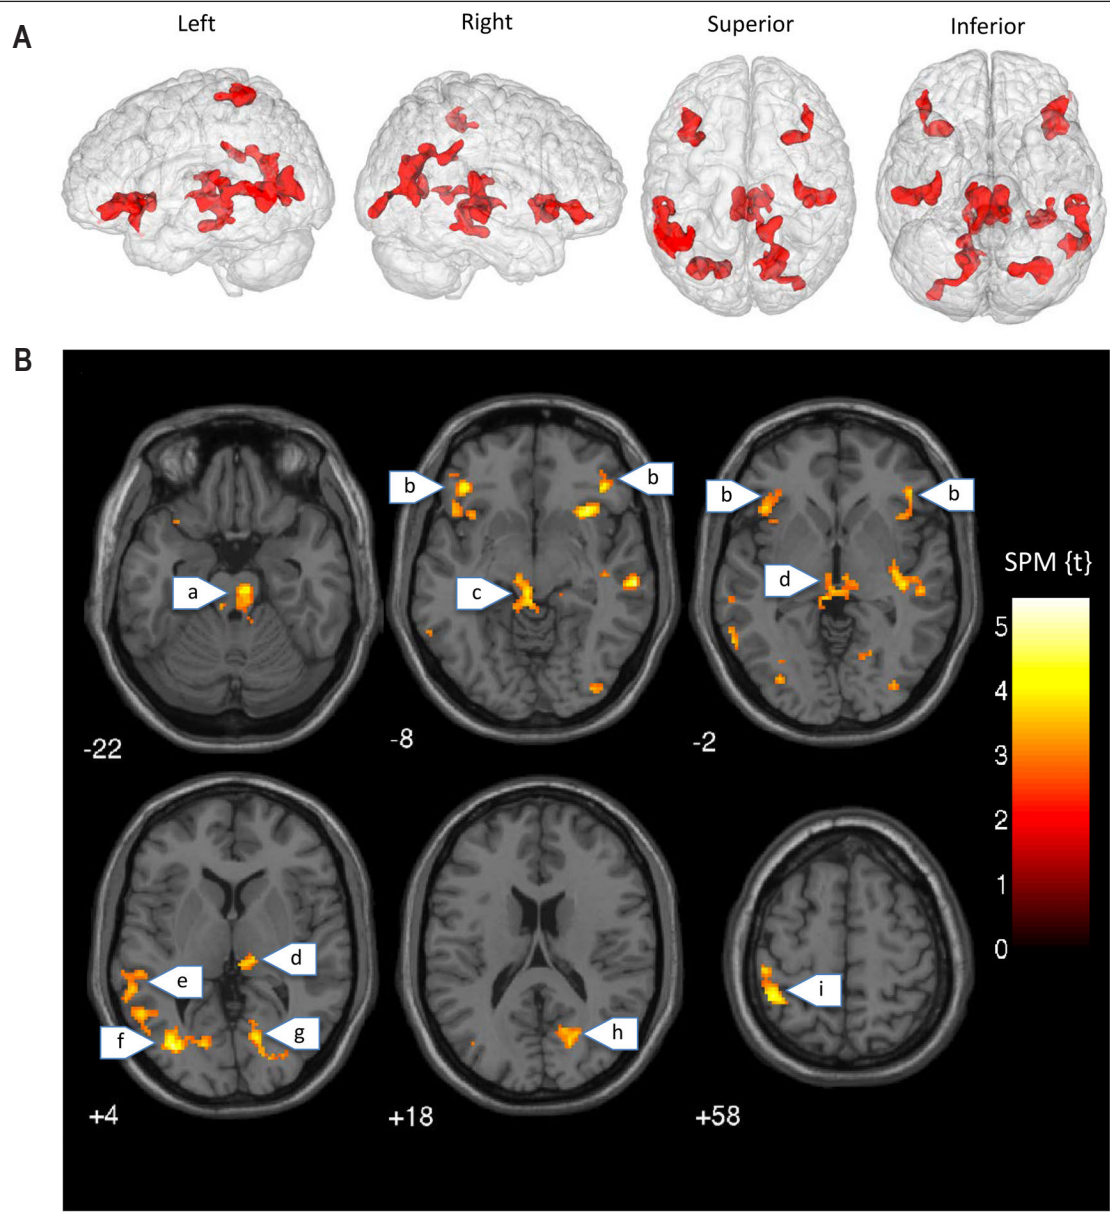 A
Left Right Superior Inferior
B
b b b b
a c d
SPM {t}
5
4
3
2
1
0
-22 -8 -2
d
e
f g h i
+4 +18 +58